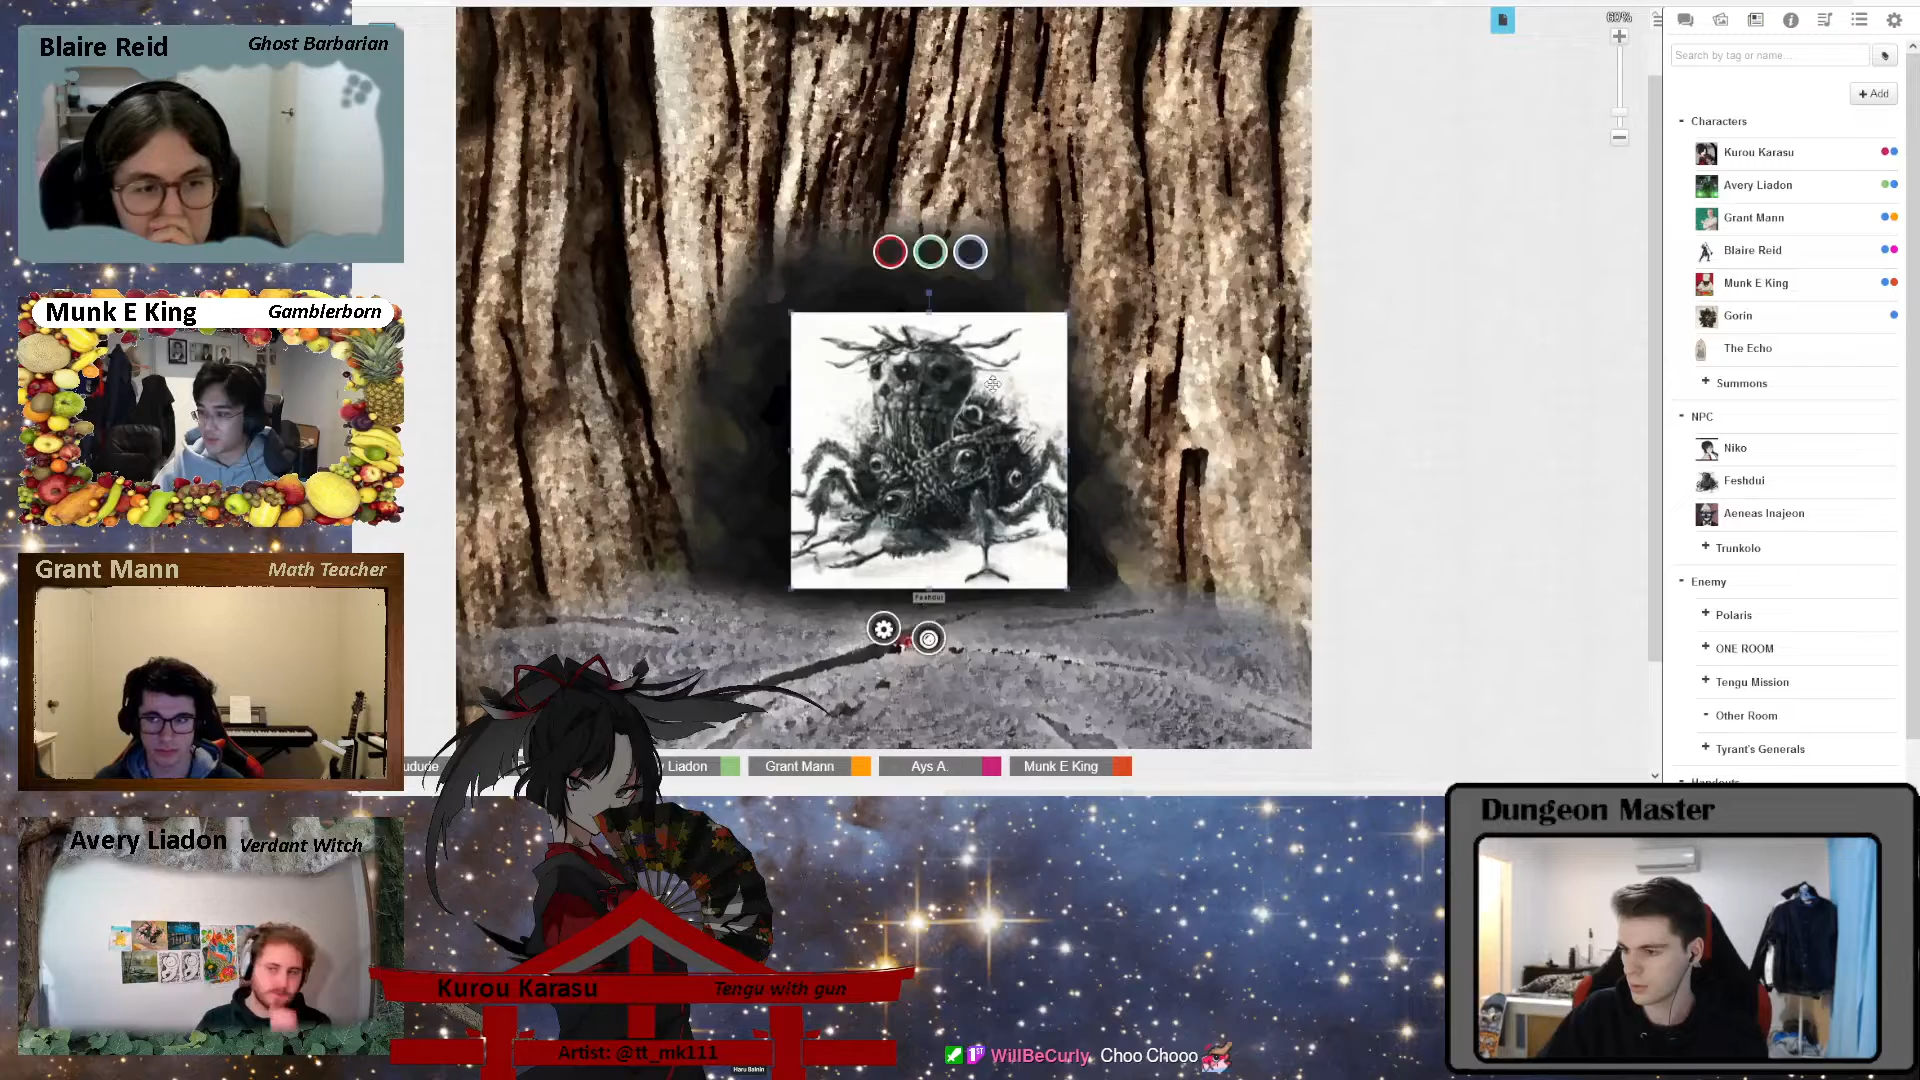 Blaire Reid
Ghost Barbarian
Munk E King
Gamblerborn
Grant Mann
Math Teacher
Avery Liadon
Verdant Witch
Feshdui
60%
udude
Liadon
Grant Mann
Ays A.
Munk E King
Kurou Karasu
Tengu with gun
Artist: @tt_mk111
WillBeCurly Choo Chooo
Search by tag or name...
+ Add
- Characters
Kurou Karasu
Avery Liadon
Grant Mann
Blaire Reid
Munk E King
Gorin
The Echo
+ Summons
- NPC
Niko
Feshdui
Aeneas Inajeon
+ Trunkolo
- Enemy
+ Polaris
+ ONE ROOM
+ Tengu Mission
- Other Room
+ Tyrant's Generals
Dungeon Master